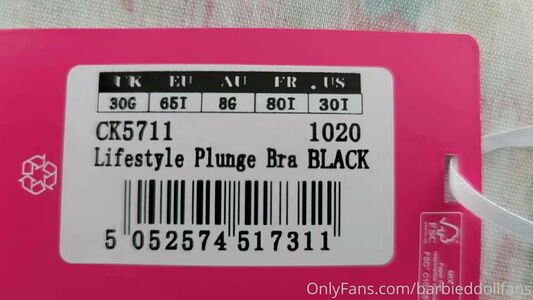 UK EU AU FR . US
30G 65I 8G 80I 30I
CK5711 1020
Lifestyle Plunge Bra BLACK
5 052574 517311
FSC
OnlyFans.com/barbieddollfans